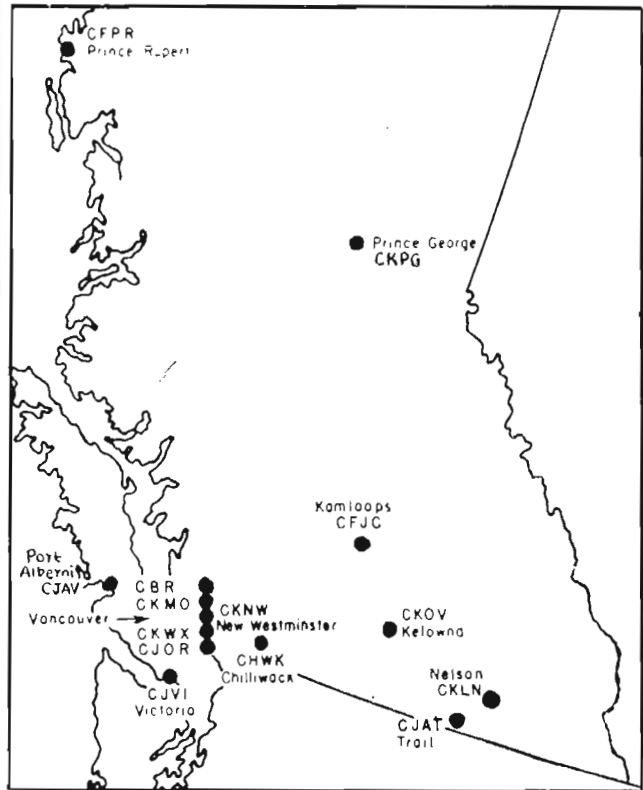 CFPR
Prince Rupert
Prince George
CKPG
Kamloops
CFJC
Port
Alberni
CJAV
CBR
CKMO
Vancouver
CKWX
CJOR
CKNW
New Westminster
CHWK
Chilliwack
CKOV
Kelowna
CJVI
Victoria
Nelson
CKLN
CJAT
Trail